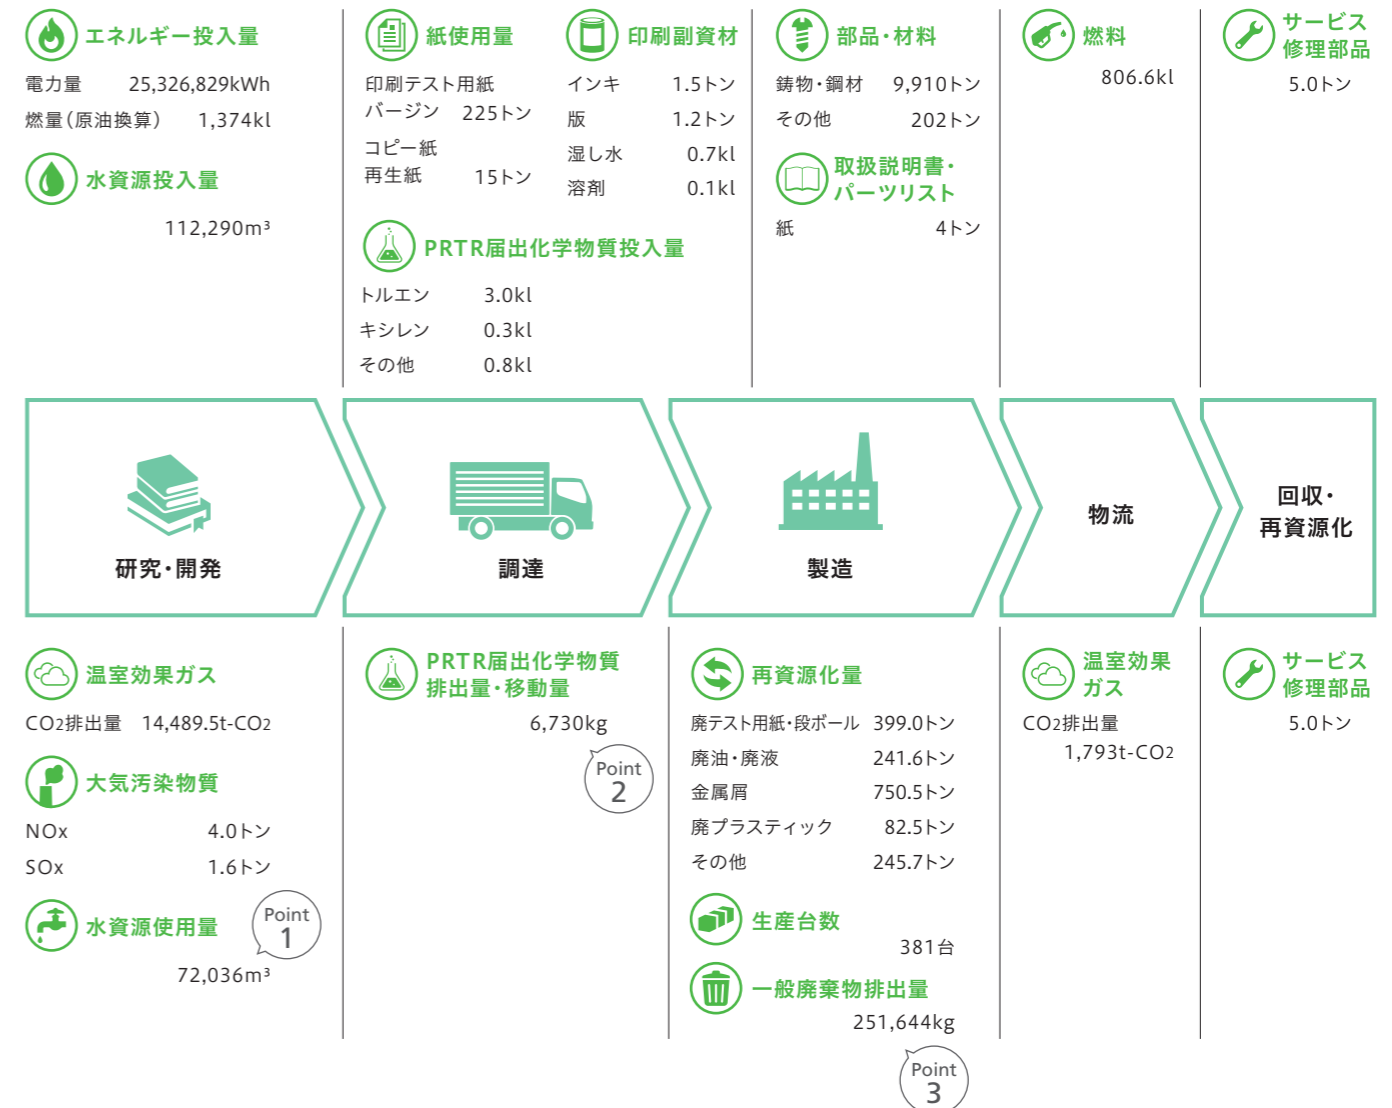 エネルギー投入量
電力量 25,326,829kWh
燃量(原油換算) 1,374kl
水資源投入量
112,290m³
紙使用量
印刷テスト用紙
バージン 225トン
コピー紙
再生紙 15トン
印刷副資材
インキ 1.5トン
版 1.2トン
湿し水 0.7kl
溶剤 0.1kl
PRTR届出化学物質投入量
トルエン 3.0kl
キシレン 0.3kl
その他 0.8kl
部品・材料
鋳物・鋼材 9,910トン
その他 202トン
取扱説明書・
パーツリスト
紙 4トン
燃料
806.6kl
サービス
修理部品
5.0トン
研究・開発
調達
製造
物流
回収・
再資源化
温室効果ガス
CO2排出量 14,489.5t-CO2
大気汚染物質
NOx 4.0トン
SOx 1.6トン
水資源使用量
Point
1
72,036m³
PRTR届出化学物質
排出量・移動量
6,730kg
Point
2
再資源化量
廃テスト用紙・段ボール 399.0トン
廃油・廃液 241.6トン
金属屑 750.5トン
廃プラスティック 82.5トン
その他 245.7トン
生産台数
381台
一般廃棄物排出量
251,644kg
Point
3
温室効果
ガス
CO2排出量
1,793t-CO2
サービス
修理部品
5.0トン